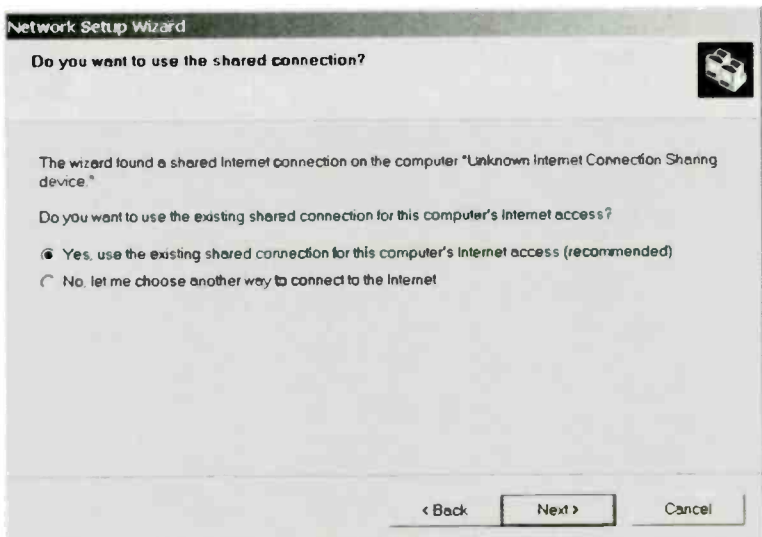 Network Setup Wizard
Do you want to use the shared connection?
The wizard found a shared Internet connection on the computer "Unknown Internet Connection Sharing
device."
Do you want to use the existing shared connection for this computer's Internet access?
Yes, use the existing shared connection for this computer's Internet access (recommended)
No, let me choose another way to connect to the Internet
< Back
Next >
Cancel